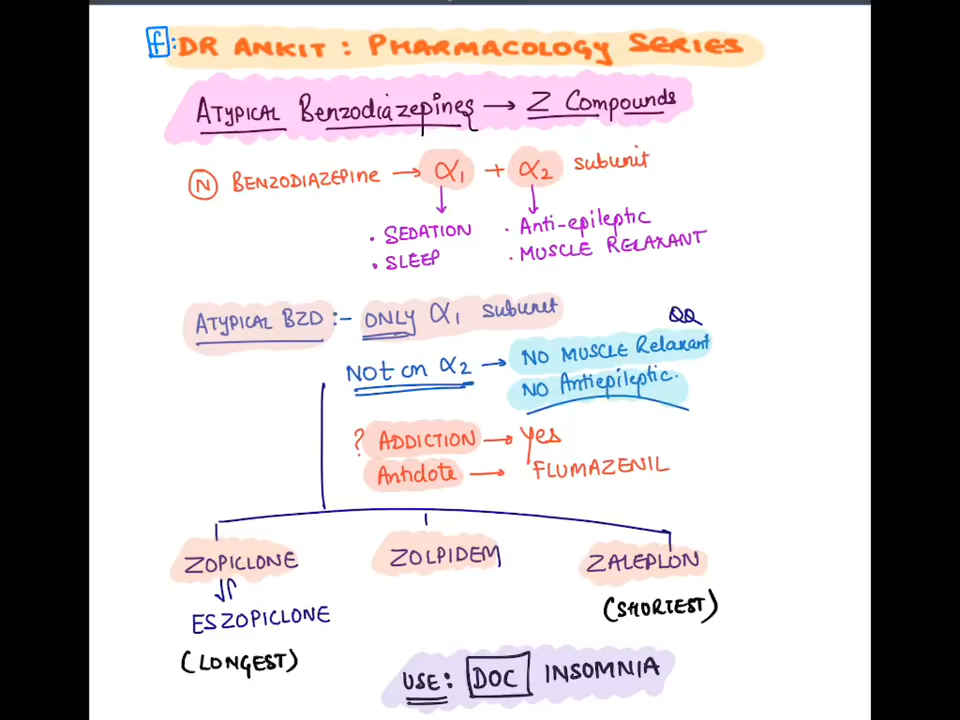 f: DR ANKIT : PHARMACOLOGY SERIES
ATYPICAL Benzodiazepines → Z Compounds
N BENZODIAZEPINE → α1 + α2 subunit
• SEDATION
• SLEEP
• Anti-epileptic
• MUSCLE RELAXANT
ATYPICAL BZD :- ONLY α1 subunit
QQ
NOT on α2 → NO MUSCLE Relaxant
NO Antiepileptic.
? ADDICTION → Yes
Antidote → FLUMAZENIL
ZOPICLONE ZOLPIDEM ZALEPLON
ESZOPICLONE (SHORTEST)
(LONGEST)
USE: DOC INSOMNIA